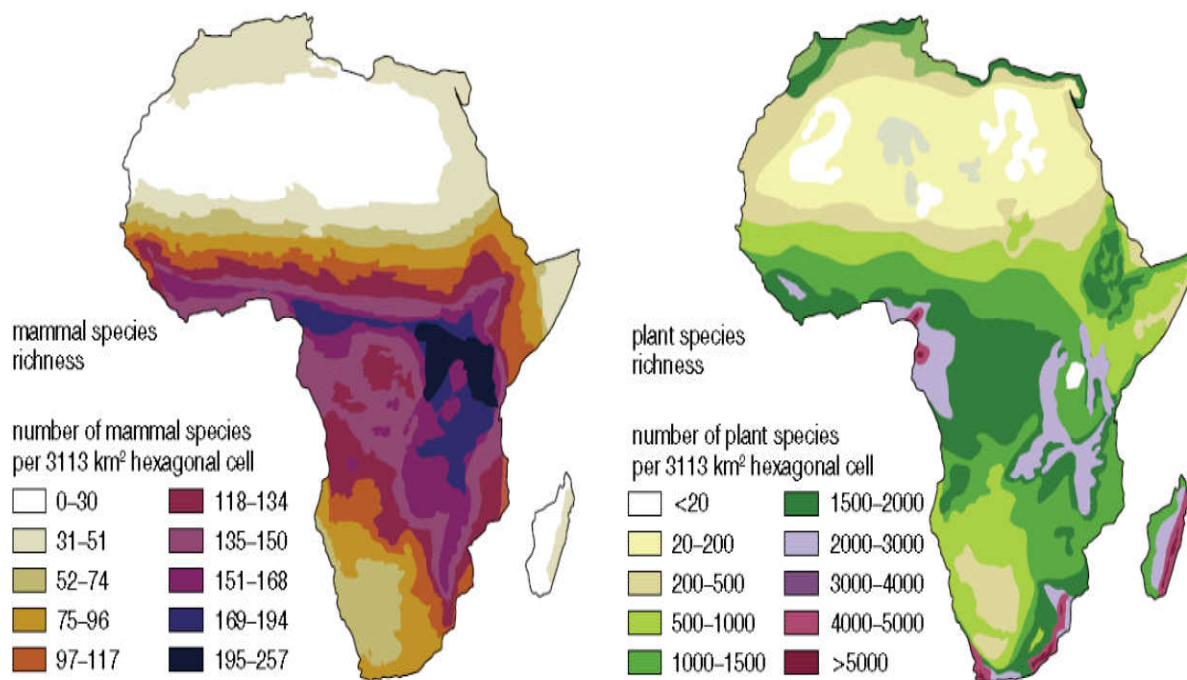 mammal species
richness
number of mammal species
per 3113 km² hexagonal cell
0–30
31–51
52–74
75–96
97–117
118–134
135–150
151–168
169–194
195–257
plant species
richness
number of plant species
per 3113 km² hexagonal cell
<20
20–200
200–500
500–1000
1000–1500
1500–2000
2000–3000
3000–4000
4000–5000
>5000